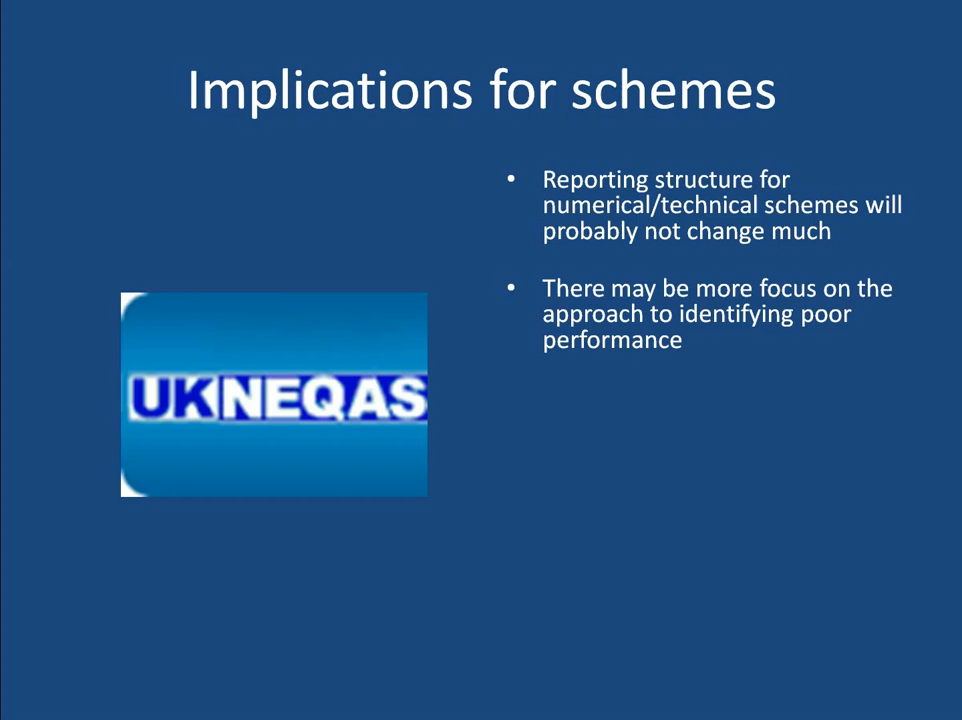 Implications for schemes
• Reporting structure for
numerical/technical schemes will
probably not change much
• There may be more focus on the
approach to identifying poor
performance
UKNEQAS